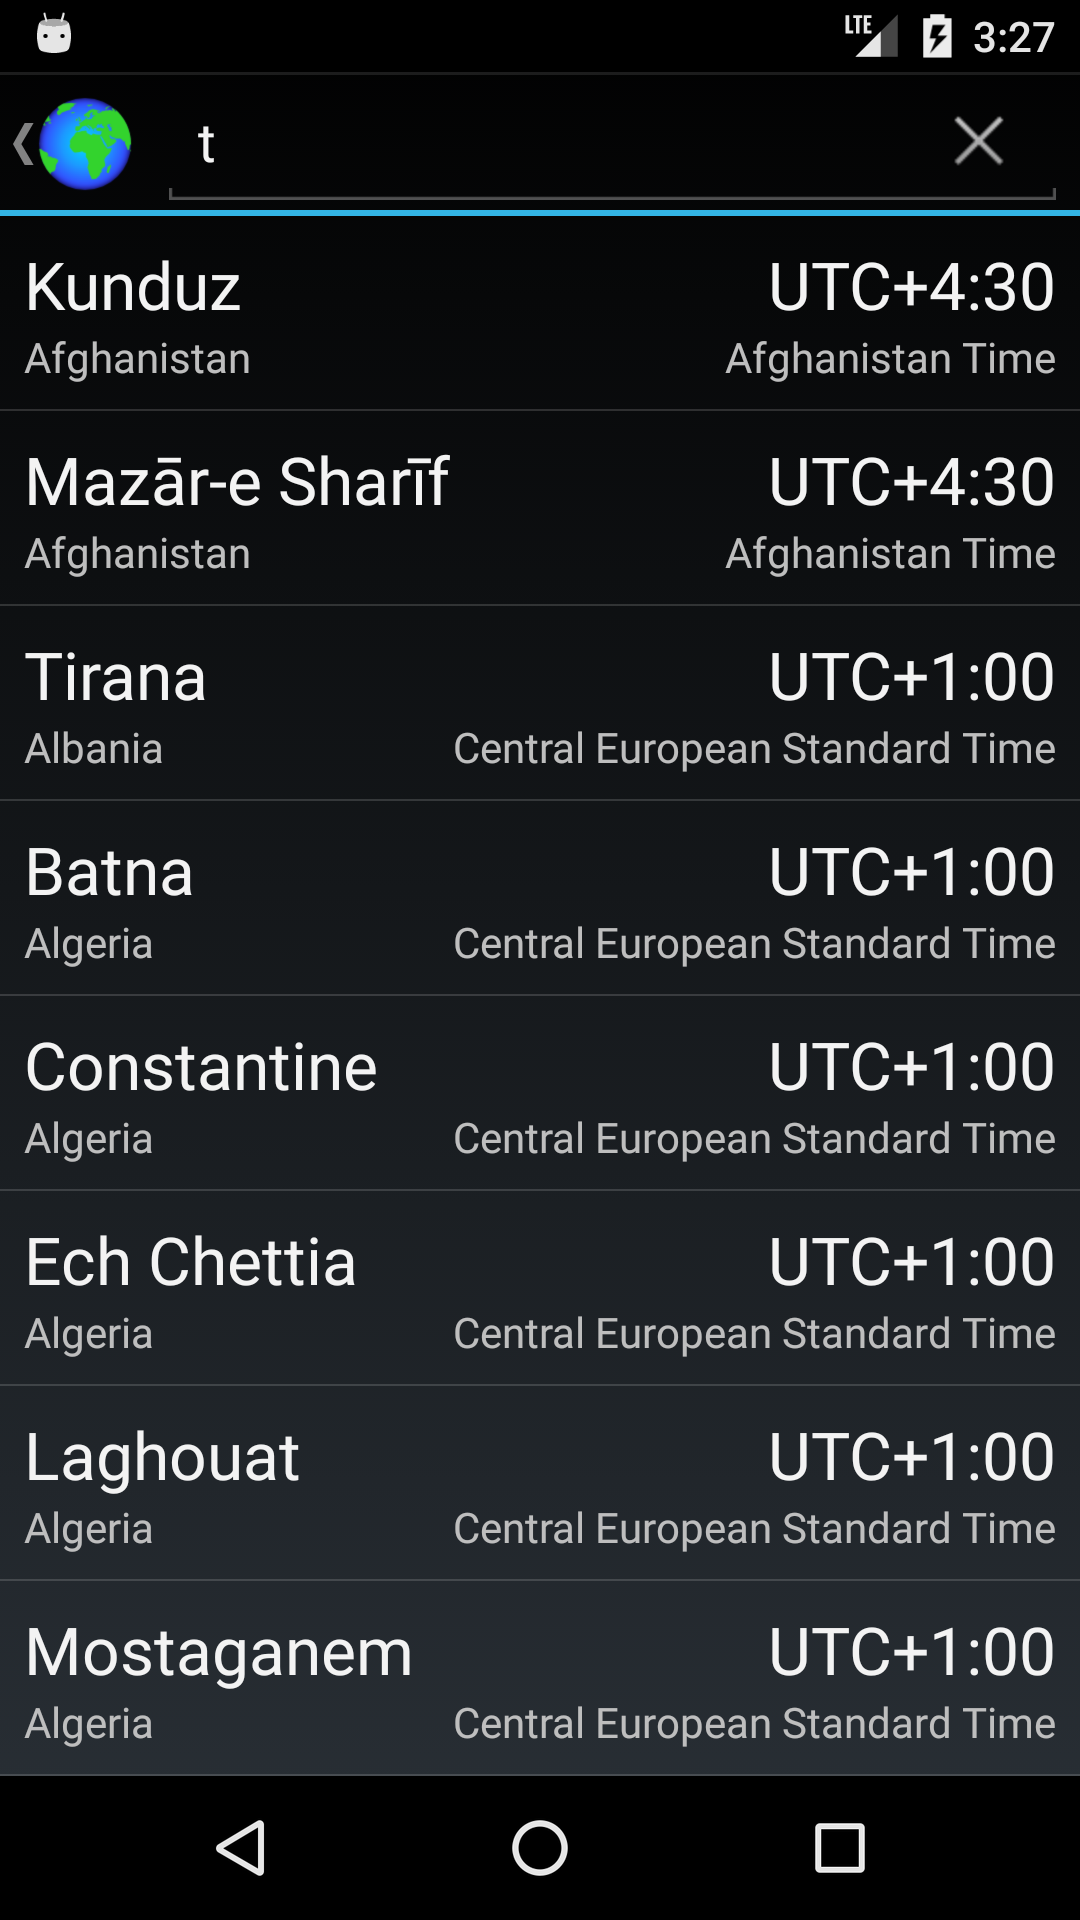 LTE 3:27
t
Kunduz UTC+4:30
Afghanistan Afghanistan Time
Mazār-e Sharīf UTC+4:30
Afghanistan Afghanistan Time
Tirana UTC+1:00
Albania Central European Standard Time
Batna UTC+1:00
Algeria Central European Standard Time
Constantine UTC+1:00
Algeria Central European Standard Time
Ech Chettia UTC+1:00
Algeria Central European Standard Time
Laghouat UTC+1:00
Algeria Central European Standard Time
Mostaganem UTC+1:00
Algeria Central European Standard Time